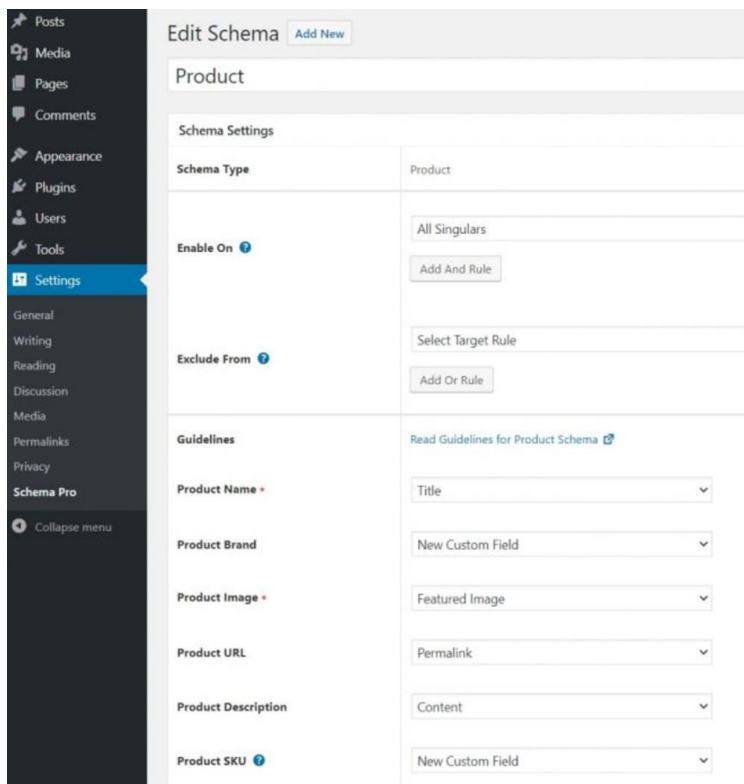 Posts
Media
Pages
Comments
Appearance
Plugins
Users
Tools
Settings
General
Writing
Reading
Discussion
Media
Permalinks
Privacy
Schema Pro
Collapse menu
Edit Schema Add New
Product
Schema Settings
Schema Type Product
Enable On ? All Singulars
Add And Rule
Exclude From ? Select Target Rule
Add Or Rule
Guidelines Read Guidelines for Product Schema
Product Name * Title
Product Brand New Custom Field
Product Image * Featured Image
Product URL Permalink
Product Description Content
Product SKU ? New Custom Field